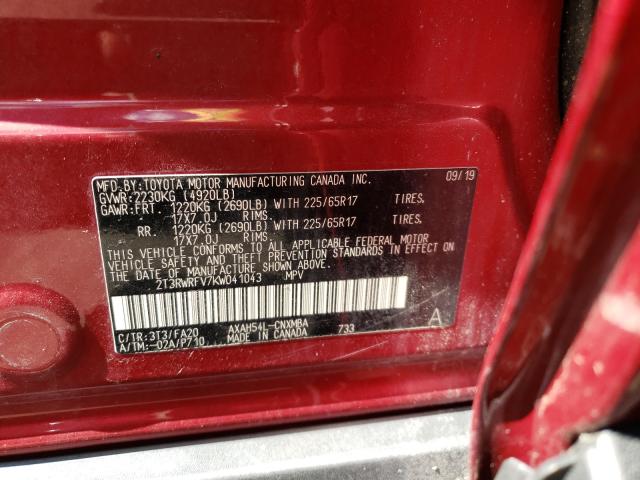 MFD. BY: TOYOTA MOTOR MANUFACTURING CANADA INC. 09/19
GVWR: 2230KG (4920LB)
GAWR: FRT. 1220KG (2690LB) WITH 225/65R17 TIRES.
17X7.0J RIMS
RR. 1220KG (2690LB) WITH 225/65R17 TIRES.
17X7.0J RIMS
THIS VEHICLE CONFORMS TO ALL APPLICABLE FEDERAL MOTOR
VEHICLE SAFETY AND THEFT PREVENTION STANDARDS IN EFFECT ON
THE DATE OF MANUFACTURE SHOWN ABOVE.
2T3RWRFV7KW041043 MPV
C/TR: 3T3/FA20 AXAH54L-CNXMBA 733 A
A/TM: -02A/P710 MADE IN CANADA